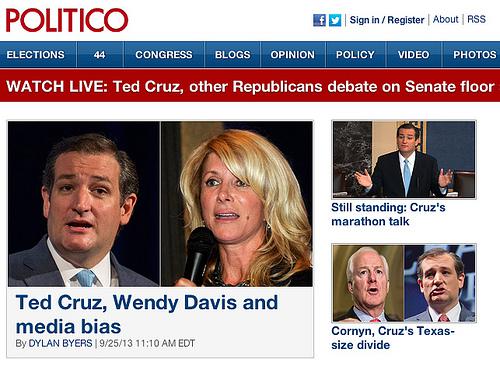 POLITICO
Sign in / Register | About | RSS
ELECTIONS 44 CONGRESS BLOGS OPINION POLICY VIDEO PHOTOS
WATCH LIVE: Ted Cruz, other Republicans debate on Senate floor
Ted Cruz, Wendy Davis and
media bias
By DYLAN BYERS | 9/25/13 11:10 AM EDT
Still standing: Cruz's
marathon talk
Cornyn, Cruz's Texas-
size divide